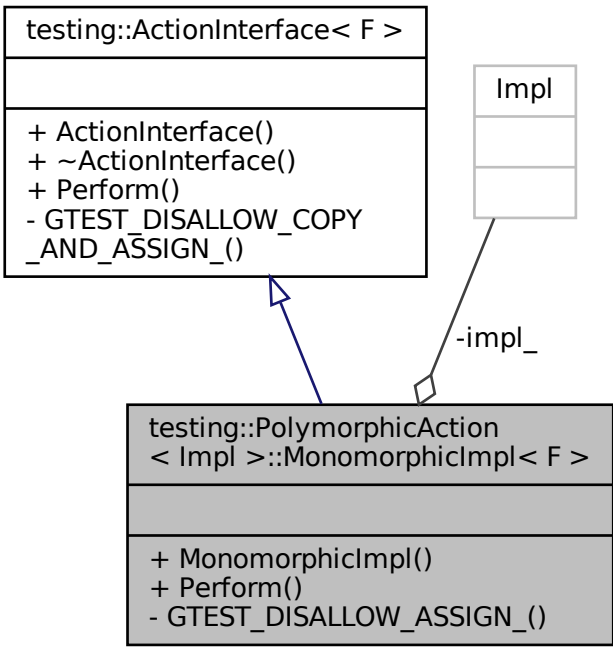 testing::ActionInterface< F >
+ ActionInterface()
+ ~ActionInterface()
+ Perform()
- GTEST_DISALLOW_COPY
_AND_ASSIGN_()
Impl
-impl_
testing::PolymorphicAction
< Impl >::MonomorphicImpl< F >
+ MonomorphicImpl()
+ Perform()
- GTEST_DISALLOW_ASSIGN_()